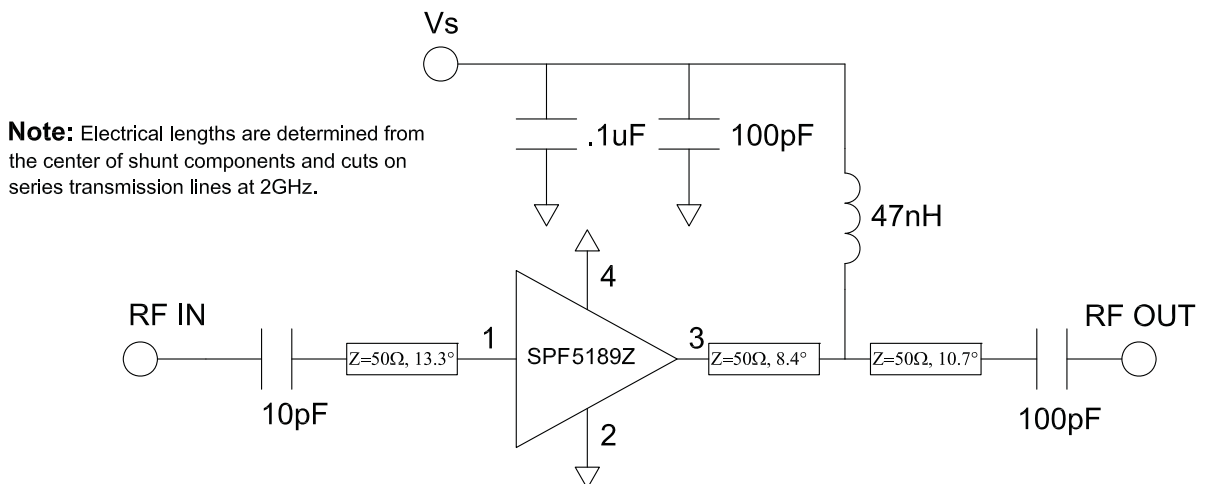 Vs
Note: Electrical lengths are determined from
the center of shunt components and cuts on
series transmission lines at 2GHz.
.1uF
100pF
47nH
4
RF IN
1
SPF5189Z
3
RF OUT
Z=50Ω, 13.3°
Z=50Ω, 8.4°
Z=50Ω, 10.7°
10pF
2
100pF